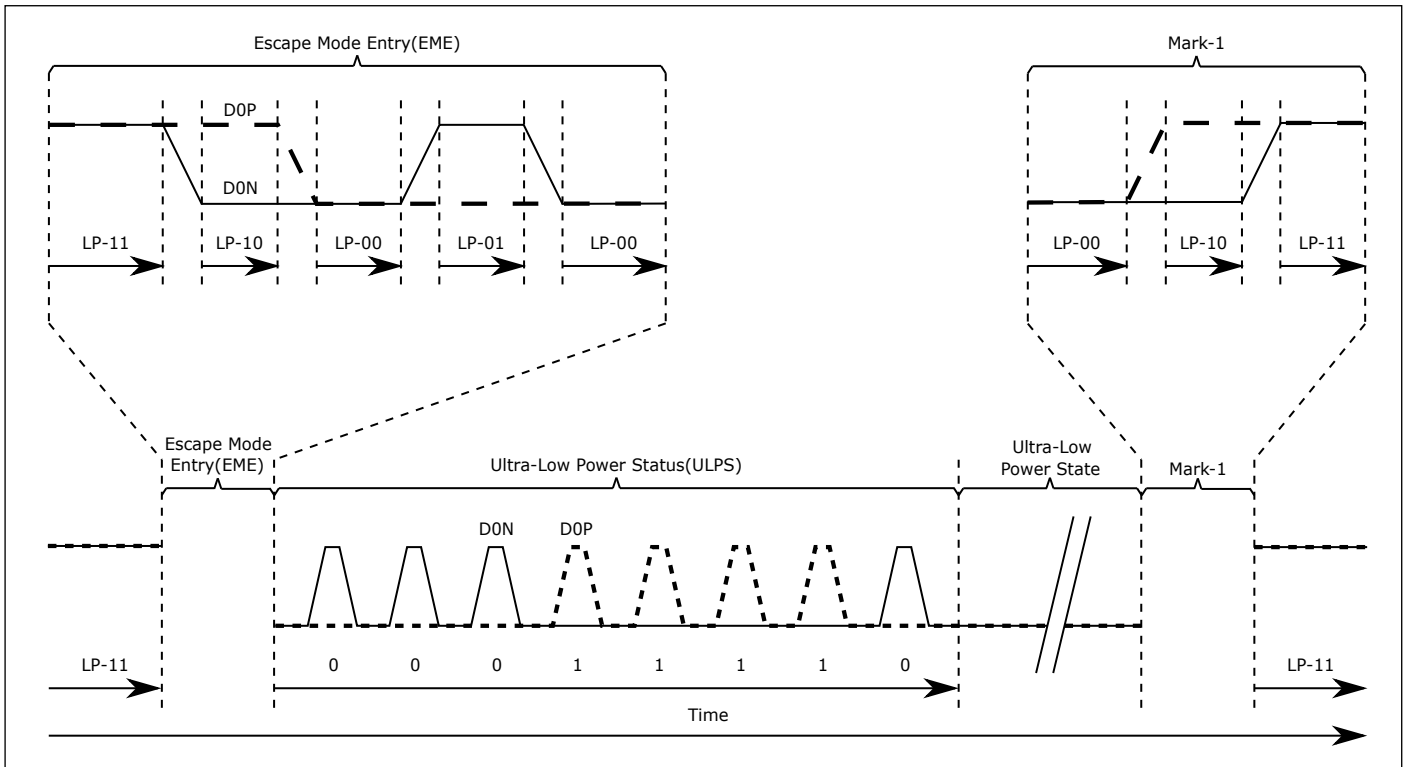 Escape Mode Entry(EME)
Mark-1
D0P
D0N
LP-11
LP-10
LP-00
LP-01
LP-00
LP-00
LP-10
LP-11
Escape Mode
Entry(EME)
Ultra-Low Power Status(ULPS)
Ultra-Low
Power State
Mark-1
D0N
D0P
LP-11
0 0 0 1 1 1 1 0
LP-11
Time